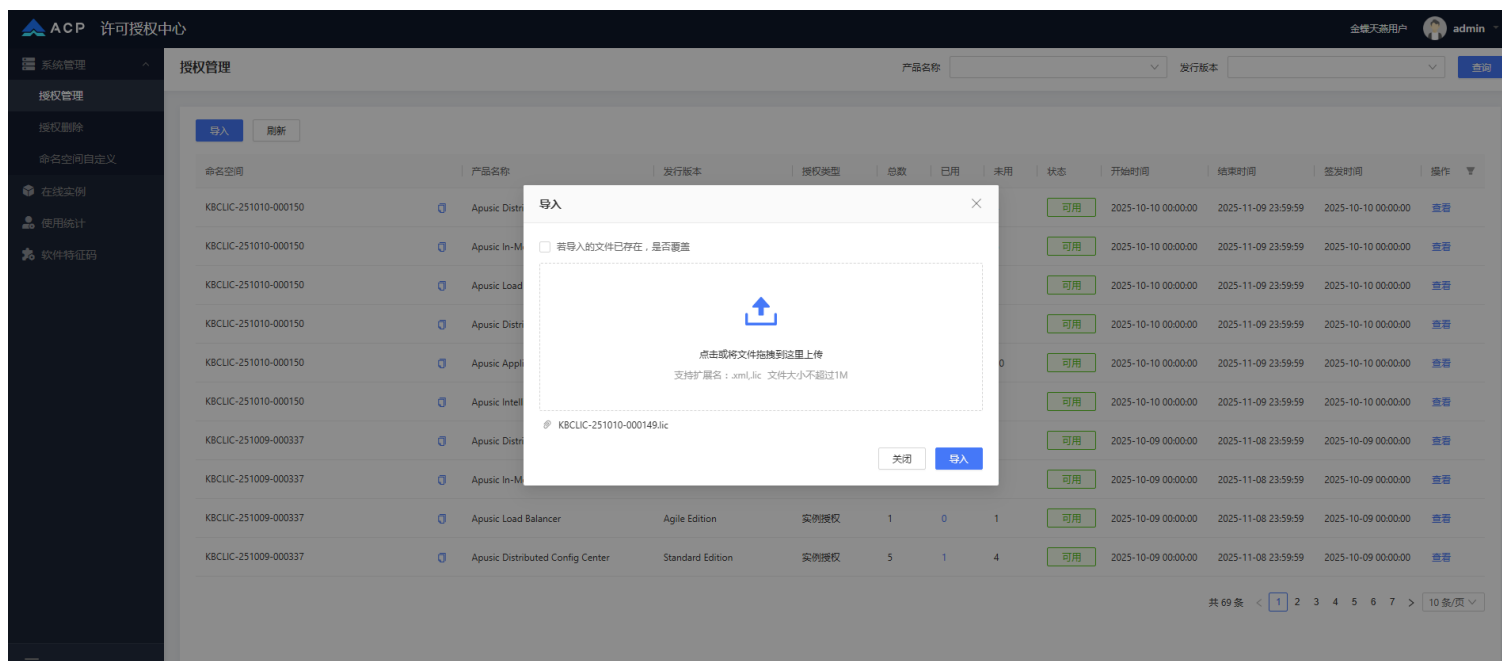 ACP 许可授权中心 金蝶天燕用户 admin
系统管理
授权管理
授权删除
命名空间自定义
在线实例
使用统计
软件特征码
授权管理 产品名称 发行版本 查询
导入 刷新
命名空间 产品名称 发行版本 授权类型 总数 已用 未用 状态 开始时间 结束时间 签发时间 操作
KBCLIC-251010-000150 Apusic Distri 可用 2025-10-10 00:00:00 2025-11-09 23:59:59 2025-10-10 00:00:00 查看
KBCLIC-251010-000150 Apusic In-M 可用 2025-10-10 00:00:00 2025-11-09 23:59:59 2025-10-10 00:00:00 查看
KBCLIC-251010-000150 Apusic Load 可用 2025-10-10 00:00:00 2025-11-09 23:59:59 2025-10-10 00:00:00 查看
KBCLIC-251010-000150 Apusic Distri 可用 2025-10-10 00:00:00 2025-11-09 23:59:59 2025-10-10 00:00:00 查看
KBCLIC-251010-000150 Apusic Appli 0 可用 2025-10-10 00:00:00 2025-11-09 23:59:59 2025-10-10 00:00:00 查看
KBCLIC-251010-000150 Apusic Intell 可用 2025-10-10 00:00:00 2025-11-09 23:59:59 2025-10-10 00:00:00 查看
KBCLIC-251009-000337 Apusic Distri 可用 2025-10-09 00:00:00 2025-11-08 23:59:59 2025-10-09 00:00:00 查看
KBCLIC-251009-000337 Apusic In-M 可用 2025-10-09 00:00:00 2025-11-08 23:59:59 2025-10-09 00:00:00 查看
KBCLIC-251009-000337 Apusic Load Balancer Agile Edition 实例授权 1 0 1 可用 2025-10-09 00:00:00 2025-11-08 23:59:59 2025-10-09 00:00:00 查看
KBCLIC-251009-000337 Apusic Distributed Config Center Standard Edition 实例授权 5 1 4 可用 2025-10-09 00:00:00 2025-11-08 23:59:59 2025-10-09 00:00:00 查看
共 69 条 < 1 2 3 4 5 6 7 > 10 条/页
导入
若导入的文件已存在，是否覆盖
点击或将文件拖拽到这里上传
支持扩展名：.xml,.lic 文件大小不超过1M
KBCLIC-251010-000149.lic
关闭 导入